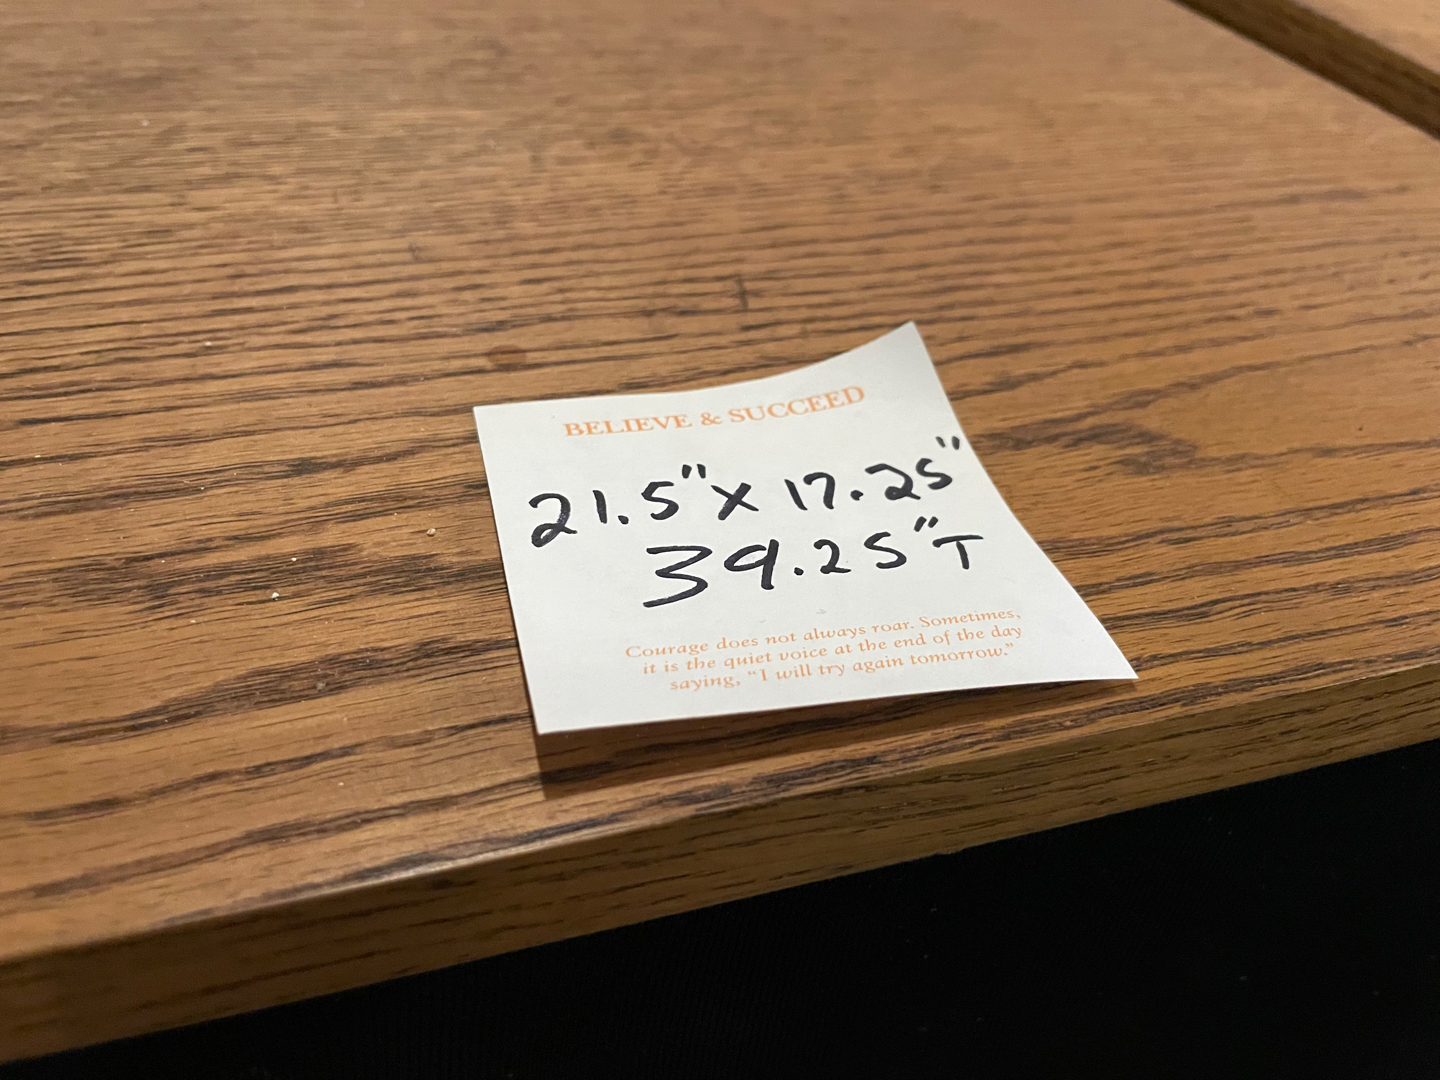 BELIEVE & SUCCEED
21.5" x 17.25"
39.25" T
Courage does not always roar. Sometimes,
it is the quiet voice at the end of the day
saying, "I will try again tomorrow."